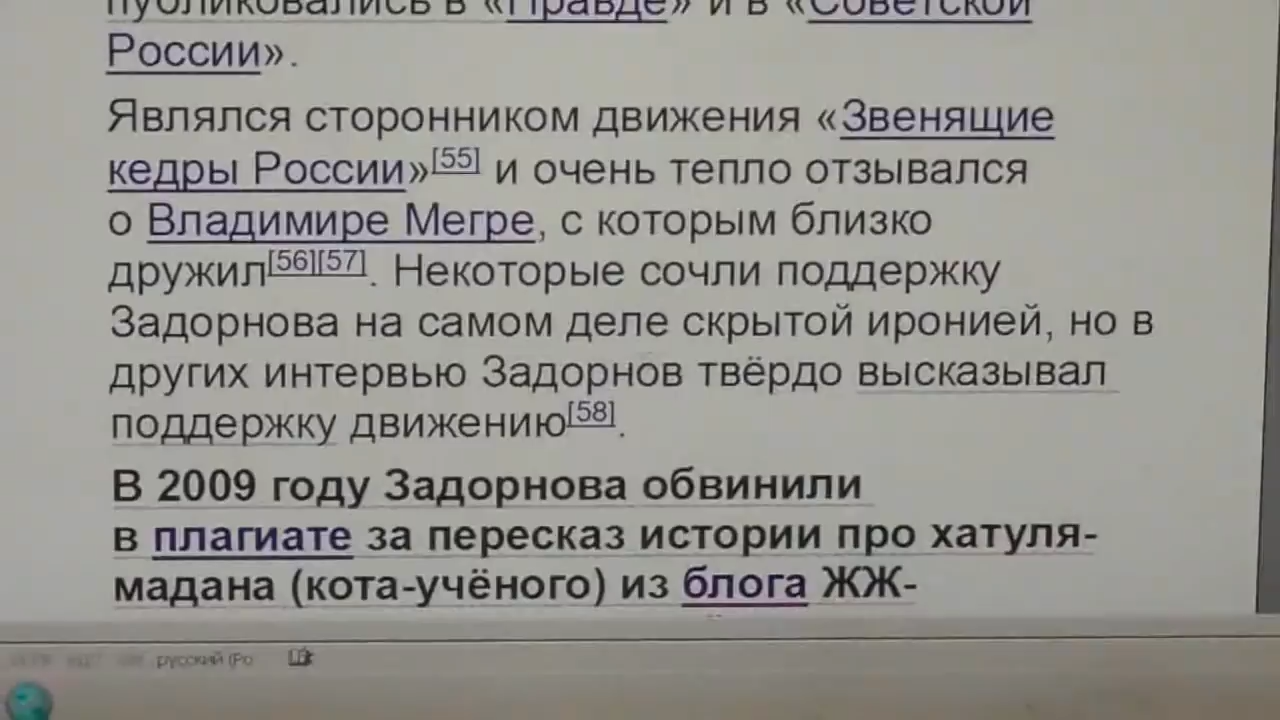 публиковались в «Правде» и в «Советской
России».
Являлся сторонником движения «Звенящие
кедры России»[55] и очень тепло отзывался
о Владимире Мегре, с которым близко
дружил[56][57]. Некоторые сочли поддержку
Задорнова на самом деле скрытой иронией, но в
других интервью Задорнов твёрдо высказывал
поддержку движению[58].
В 2009 году Задорнова обвинили
в плагиате за пересказ истории про хатуля-
мадана (кота-учёного) из блога ЖЖ-
русский (Ро